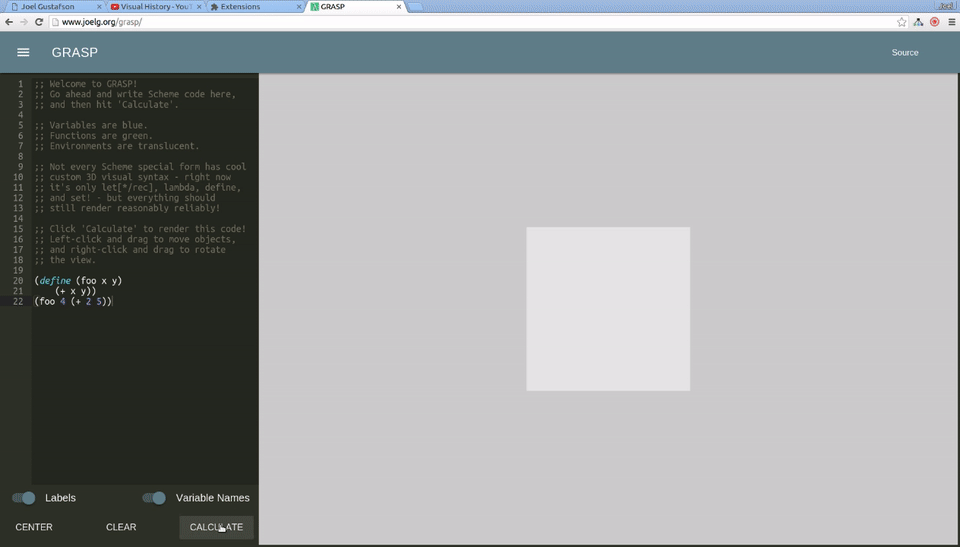 Joel Gustafson
Visual History - You
Extensions
GRASP
www.joelg.org/grasp/
GRASP
Source
1 ;; Welcome to GRASP!
2 ;; Go ahead and write Scheme code here,
3 ;; and then hit 'Calculate'.
4
5 ;; Variables are blue.
6 ;; Functions are green.
7 ;; Environments are translucent.
8
9 ;; Not every Scheme special form has cool
10 ;; custom 3D visual syntax - right now
11 ;; it's only let[*/rec], lambda, define,
12 ;; and set! - but everything should
13 ;; still render reasonably reliably!
14
15 ;; Click 'Calculate' to render this code!
16 ;; Left-click and drag to move objects,
17 ;; and right-click and drag to rotate
18 ;; the view.
19
20 (define (foo x y)
21 (+ x y))
22 (foo 4 (+ 2 5))
Labels
Variable Names
CENTER
CLEAR
CALCULATE